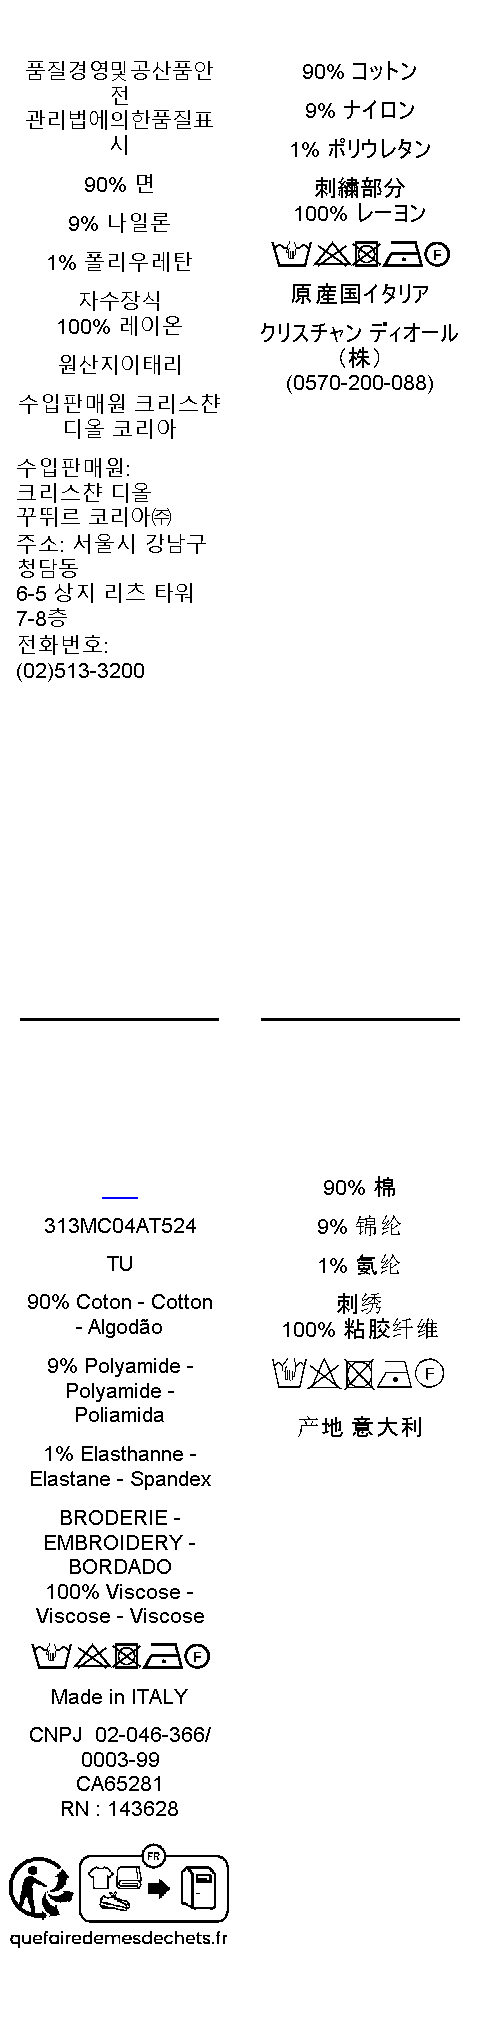 품질경영및공산품안
전
관리법에의한품질표
시
90% 면
9% 나일론
1% 폴리우레탄
자수장식
100% 레이온
원산지이태리
수입판매원 크리스챤
디올 코리아
수입판매원:
크리스챤 디올
꾸뛰르 코리아㈜
주소: 서울시 강남구
청담동
6-5 상지 리츠 타워
7-8층
전화번호:
(02)513-3200
90% コットン
9% ナイロン
1% ポリウレタン
刺繍部分
100% レーヨン
F
原産国イタリア
クリスチャン ディオール
（株）
(0570-200-088)
313MC04AT524
TU
90% Coton - Cotton
- Algodão
9% Polyamide -
Polyamide -
Poliamida
1% Elasthanne -
Elastane - Spandex
BRODERIE -
EMBROIDERY -
BORDADO
100% Viscose -
Viscose - Viscose
F
Made in ITALY
CNPJ  02-046-366/
0003-99
CA65281
RN : 143628
FR
quefairedemesdechets.fr
90% 棉
9% 锦纶
1% 氨纶
刺绣
100% 粘胶纤维
F
产地 意大利